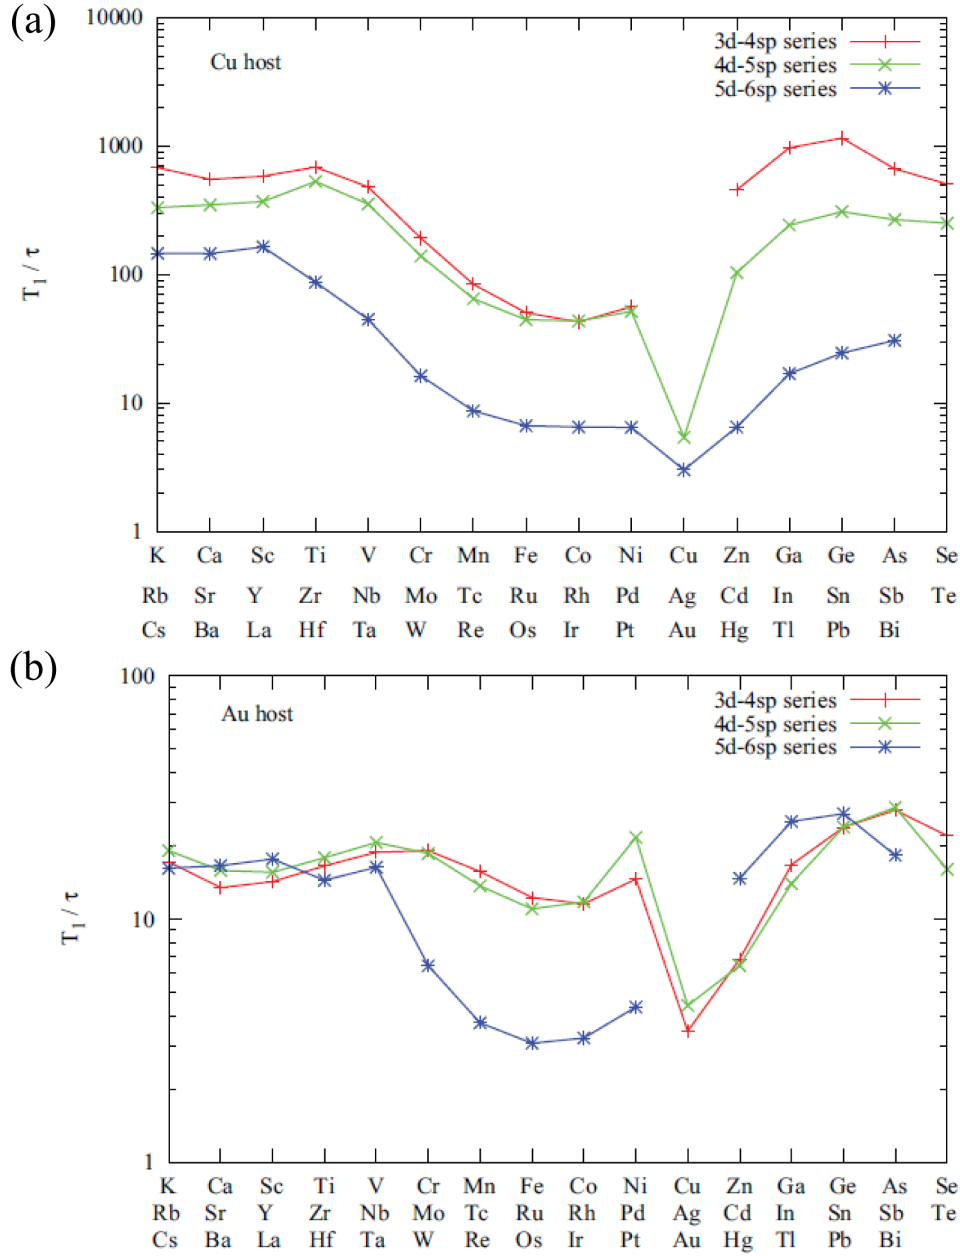 (a)
10000
1000
100
10
1
T1 / τ
Cu host
3d-4sp series
4d-5sp series
5d-6sp series
K Ca Sc Ti V Cr Mn Fe Co Ni Cu Zn Ga Ge As Se
Rb Sr Y Zr Nb Mo Tc Ru Rh Pd Ag Cd In Sn Sb Te
Cs Ba La Hf Ta W Re Os Ir Pt Au Hg Tl Pb Bi
(b)
100
10
1
T1 / τ
Au host
3d-4sp series
4d-5sp series
5d-6sp series
K Ca Sc Ti V Cr Mn Fe Co Ni Cu Zn Ga Ge As Se
Rb Sr Y Zr Nb Mo Tc Ru Rh Pd Ag Cd In Sn Sb Te
Cs Ba La Hf Ta W Re Os Ir Pt Au Hg Tl Pb Bi